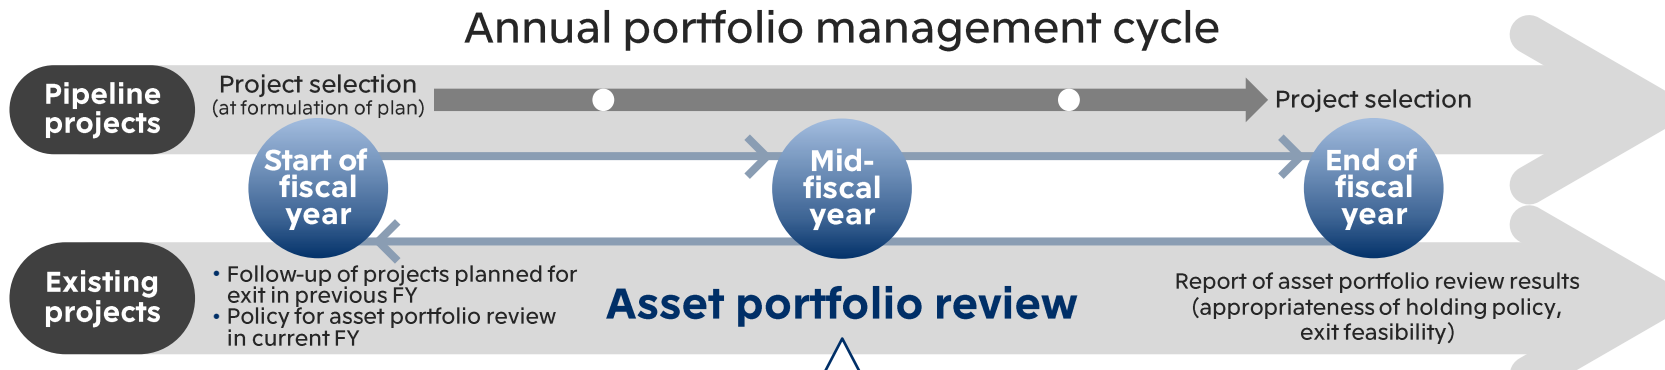 Annual portfolio management cycle
Pipeline
projects
Project selection
(at formulation of plan)
Project selection
Start of
fiscal
year
Mid-
fiscal
year
End of
fiscal
year
Existing
projects
• Follow-up of projects planned for
exit in previous FY
• Policy for asset portfolio review
in current FY
Asset portfolio review
Report of asset portfolio review results
(appropriateness of holding policy,
exit feasibility)